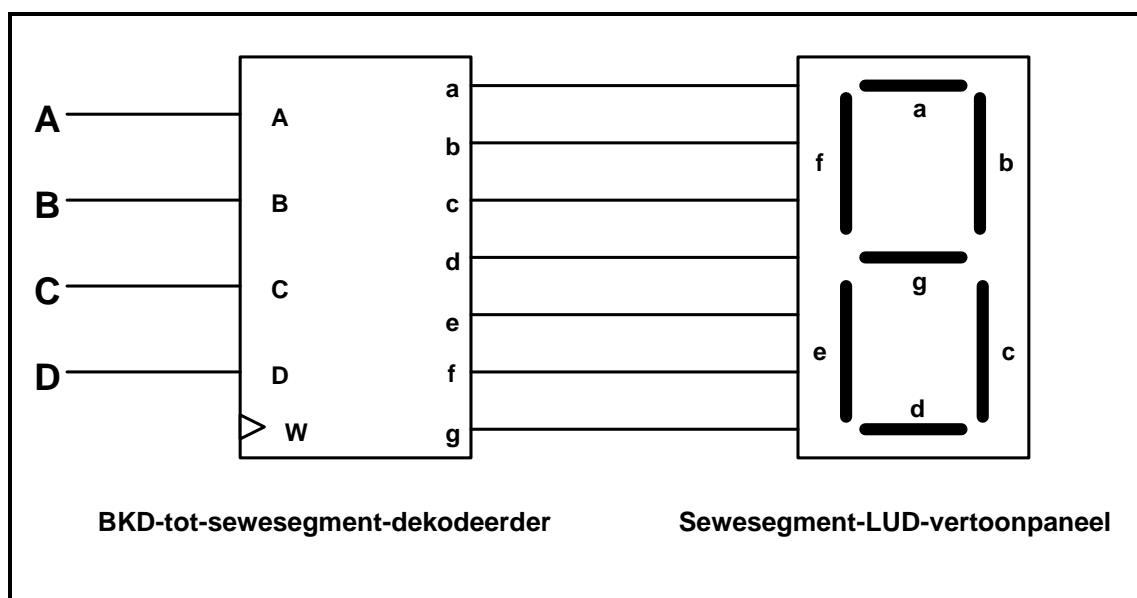 A
B
C
D
A
B
C
D
W
a
b
c
d
e
f
g
a
f
b
g
e
c
d
BKD-tot-sewesegment-dekodeerder
Sewesegment-LUD-vertoonpaneel